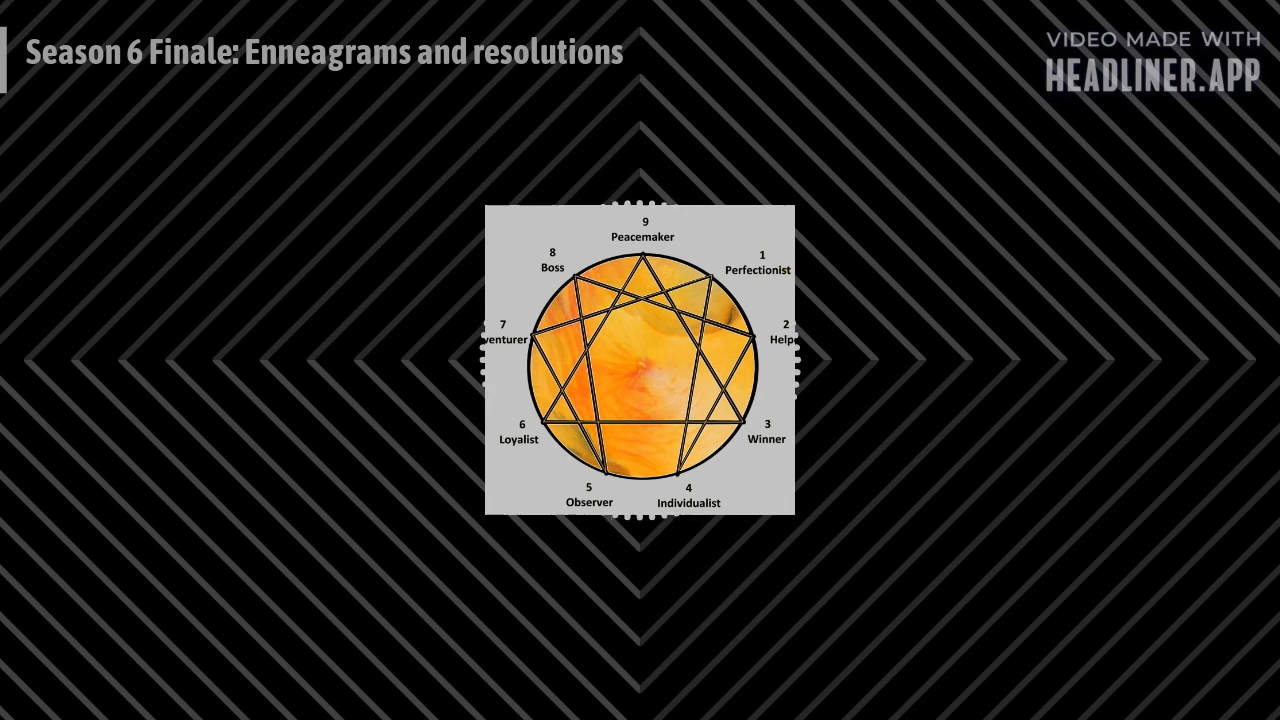 Season 6 Finale: Enneagrams and resolutions
VIDEO MADE WITH
HEADLINER.APP
9
Peacemaker
8
Boss
1
Perfectionist
7
venturer
2
Help
6
Loyalist
3
Winner
5
Observer
4
Individualist